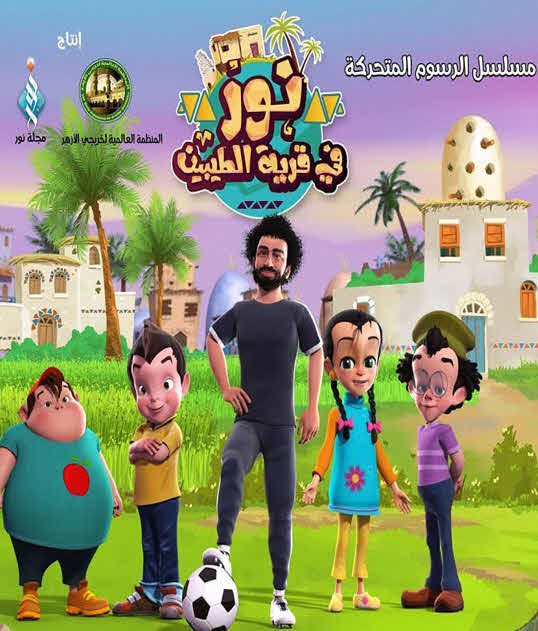 إنتاج
مجلة نور
المنظمة العالمية لخريجي الأزهر
نور
في قرية الطيبين
مسلسل الرسوم المتحركة